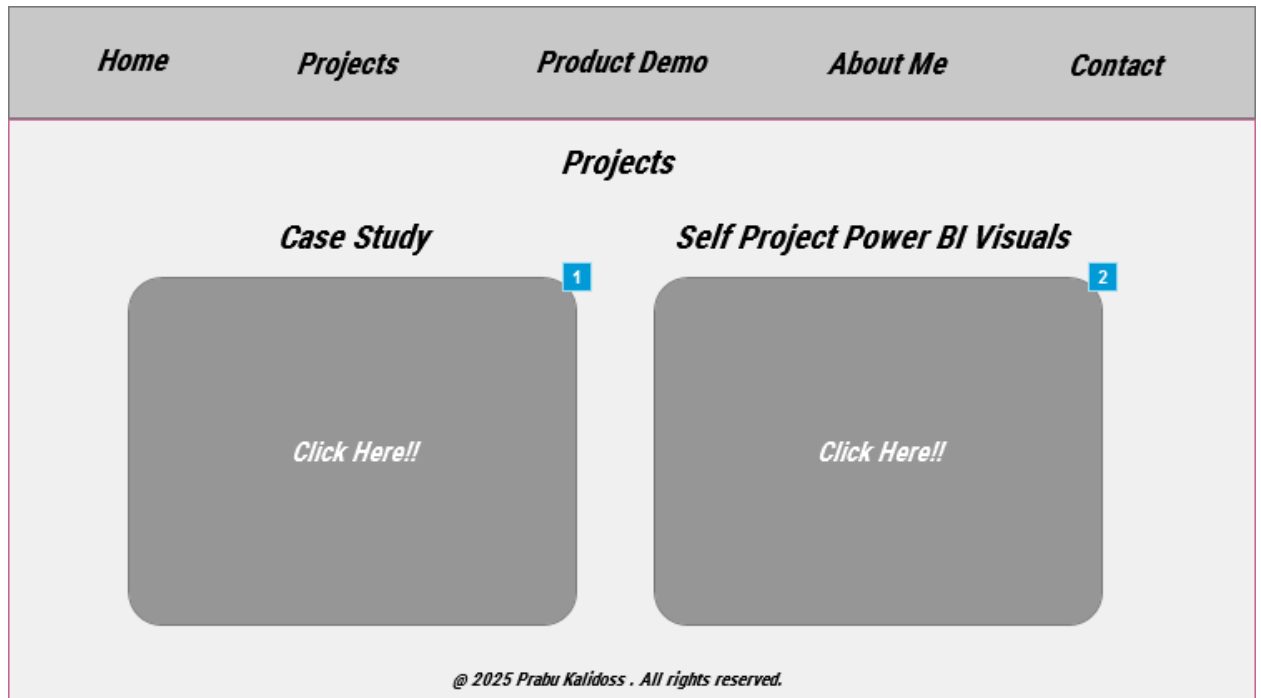 Home Projects Product Demo About Me Contact
Projects
Case Study Self Project Power BI Visuals
1 2
Click Here!! Click Here!!
@ 2025 Prabu Kalidoss . All rights reserved.